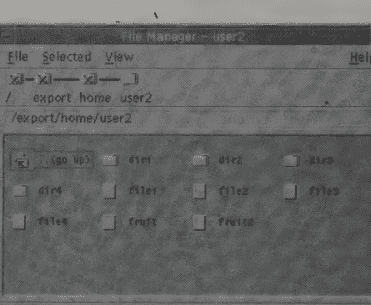 File Manager - user2
File Selected View Help
/ export home user2
/export/home/user2
..(go up) dir1 dir2 dir3
dir4 file1 file2 file3
file4 fruit fruit2